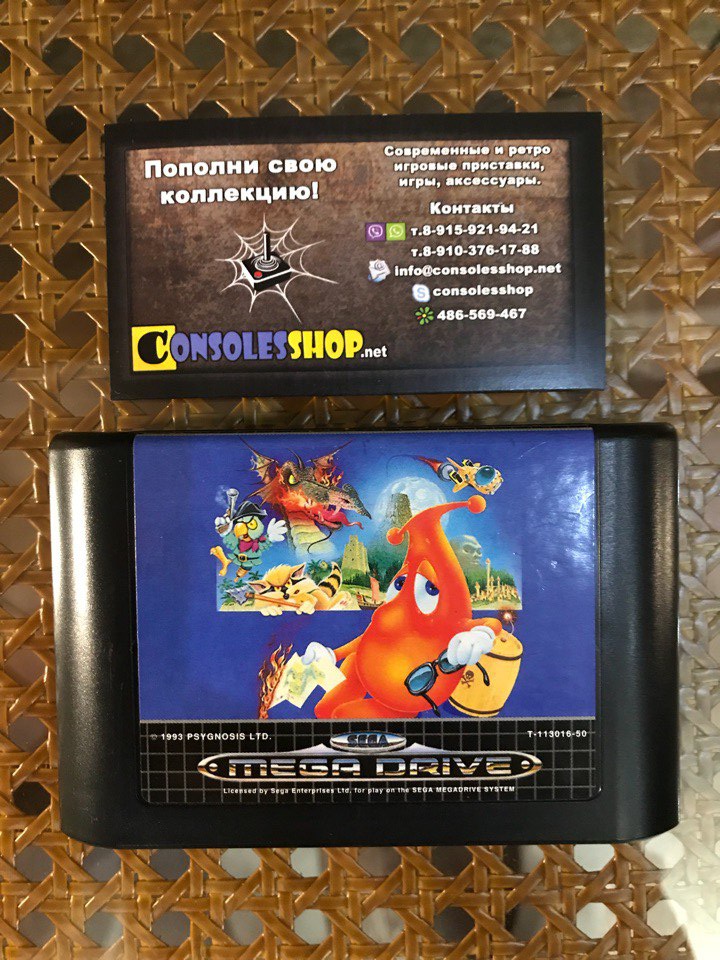 Пополни свою
коллекцию!
CONSOLESSHOP.net
Современные и ретро
игровые приставки,
игры, аксессуары.
Контакты
т.8-915-921-94-21
т.8-910-376-17-88
info@consolesshop.net
consolesshop
486-569-467
© 1993 PSYGNOSIS LTD.
T-113016-50
SEGA
MEGA DRIVE
Licensed by Sega Enterprises Ltd. for play on the SEGA MEGADRIVE SYSTEM